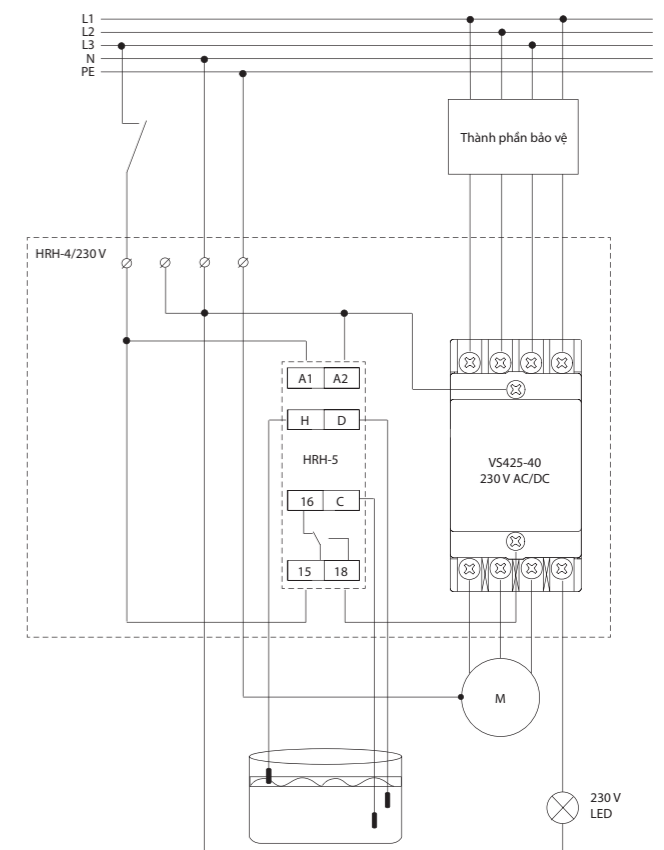 L1
L2
L3
N
PE
Thành phần bảo vệ
HRH-4/230 V
A1 A2
H D
HRH-5
16 C
15 18
VS425-40
230 V AC/DC
M
230 V
LED